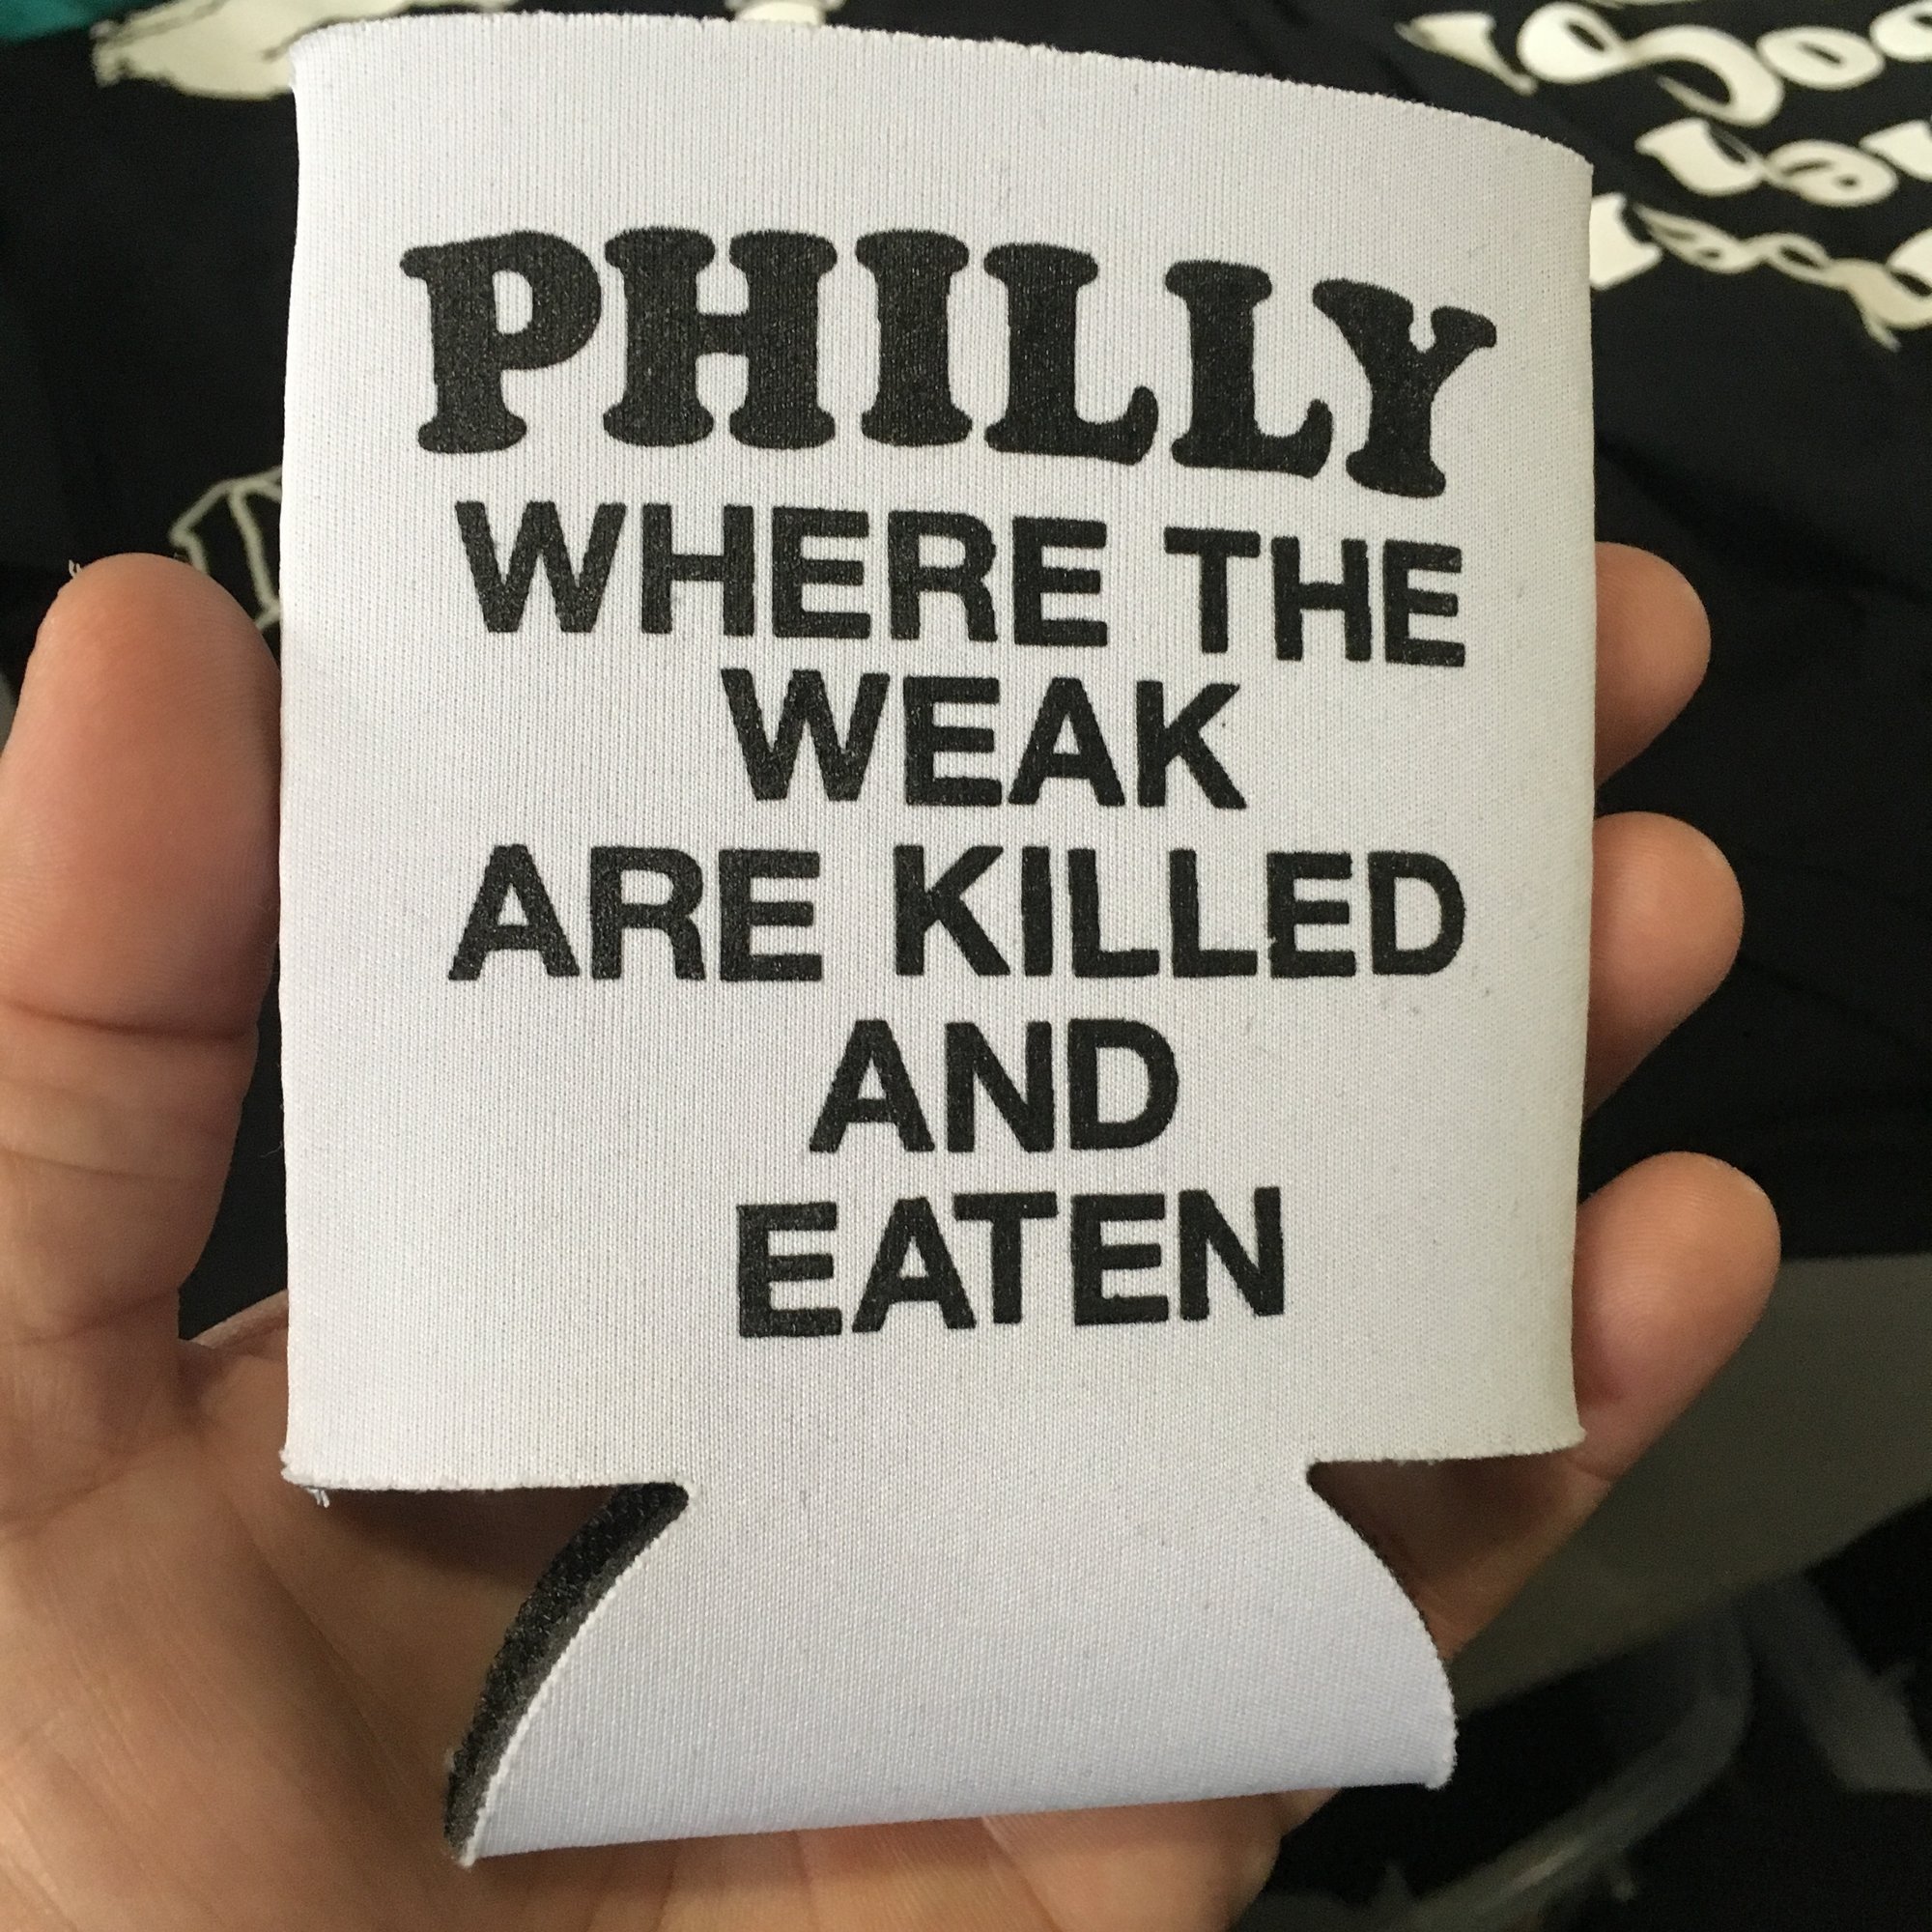 PHILLY
WHERE THE
WEAK
ARE KILLED
AND
EATEN